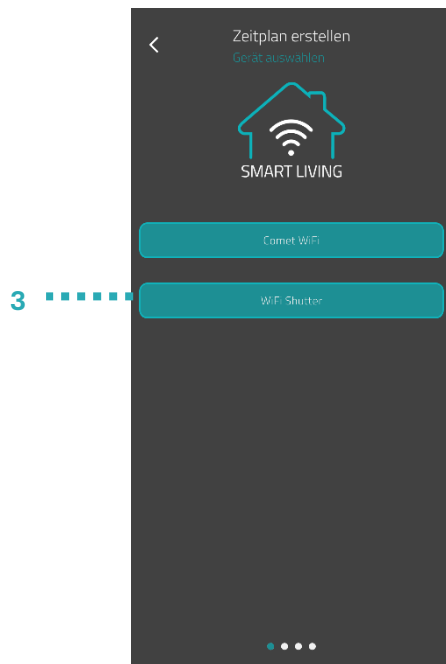 Zeitplan erstellen
Gerät auswählen
SMART LIVING
Comet WiFi
3
WiFi Shutter